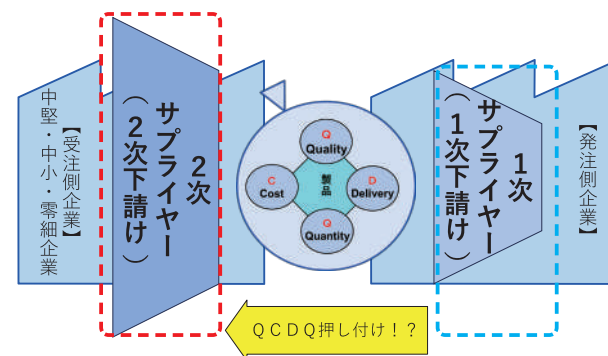 【受注側企業】
中堅・中小・零細企業
２次
サプライヤー
（２次下請け）
Q
Quality
C
Cost
製品
D
Delivery
Q
Quantity
１次
サプライヤー
（１次下請け）
【発注側企業】
ＱＣＤＱ押し付け！？